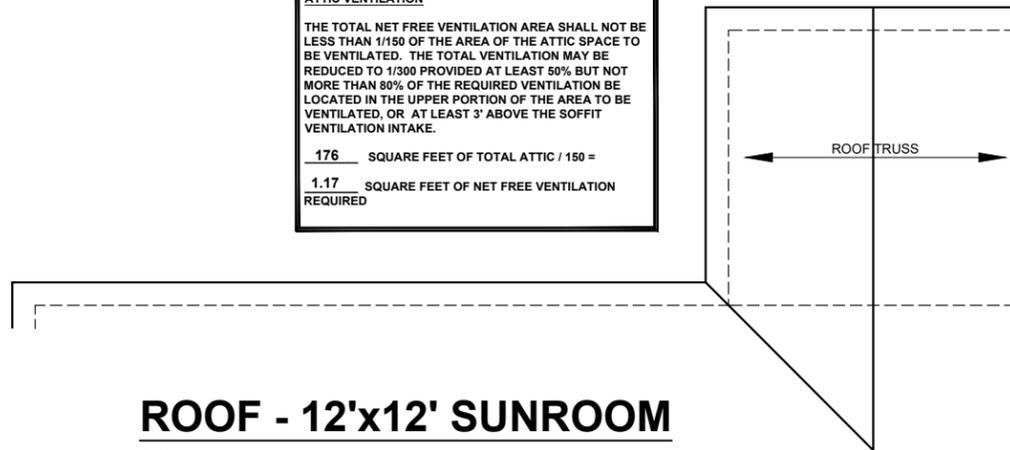 ATTIC VENTILATION
THE TOTAL NET FREE VENTILATION AREA SHALL NOT BE
LESS THAN 1/150 OF THE AREA OF THE ATTIC SPACE TO
BE VENTILATED. THE TOTAL VENTILATION MAY BE
REDUCED TO 1/300 PROVIDED AT LEAST 50% BUT NOT
MORE THAN 80% OF THE REQUIRED VENTILATION BE
LOCATED IN THE UPPER PORTION OF THE AREA TO BE
VENTILATED, OR AT LEAST 3' ABOVE THE SOFFIT
VENTILATION INTAKE.
176 SQUARE FEET OF TOTAL ATTIC / 150 =
1.17 SQUARE FEET OF NET FREE VENTILATION
REQUIRED
ROOF TRUSS
ROOF - 12'x12' SUNROOM